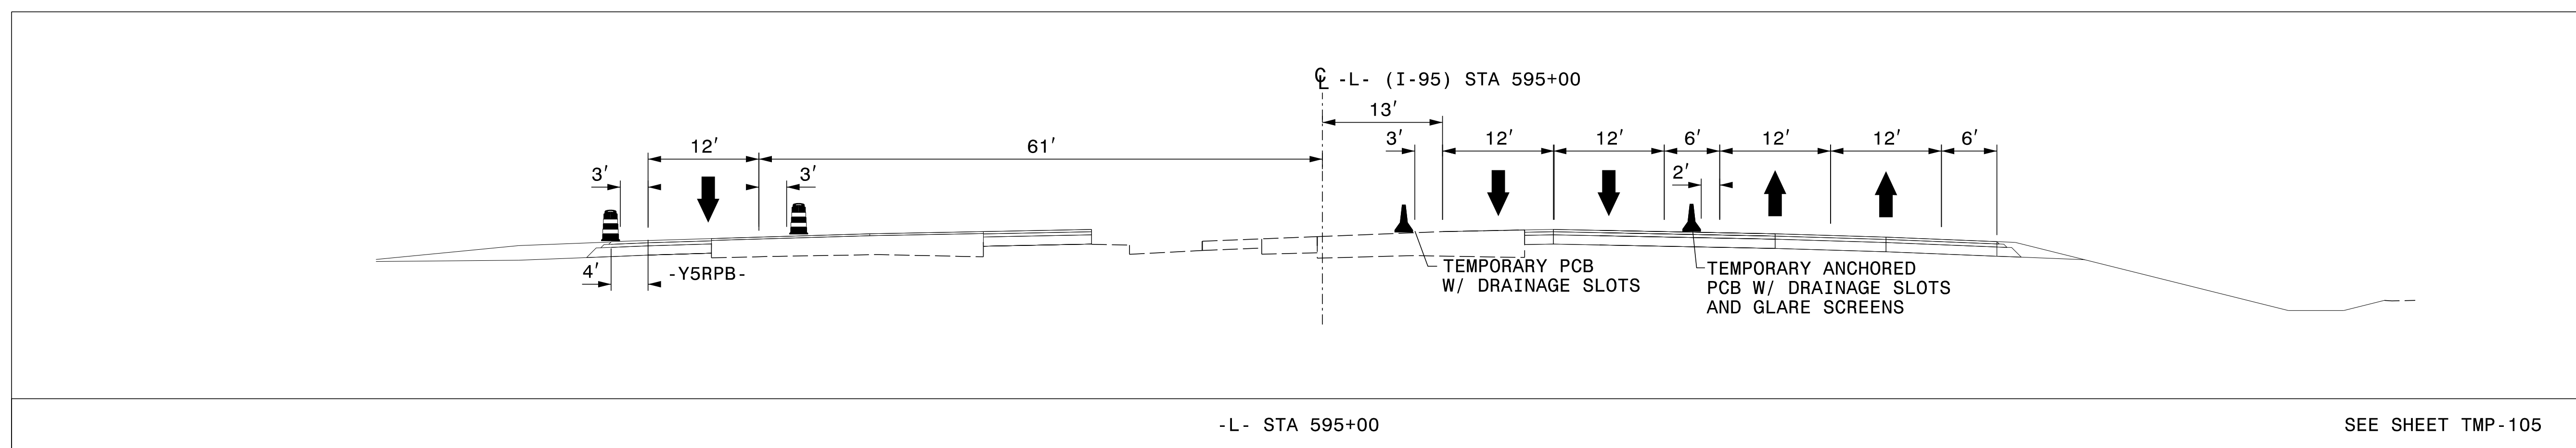 ℄ -L- (I-95) STA 595+00
13'
12'
61'
3'
12'
12'
6'
12'
12'
6'
3'
3'
2'
4'
-Y5RPB-
TEMPORARY PCB
W/ DRAINAGE SLOTS
TEMPORARY ANCHORED
PCB W/ DRAINAGE SLOTS
AND GLARE SCREENS
-L- STA 595+00
SEE SHEET TMP-105